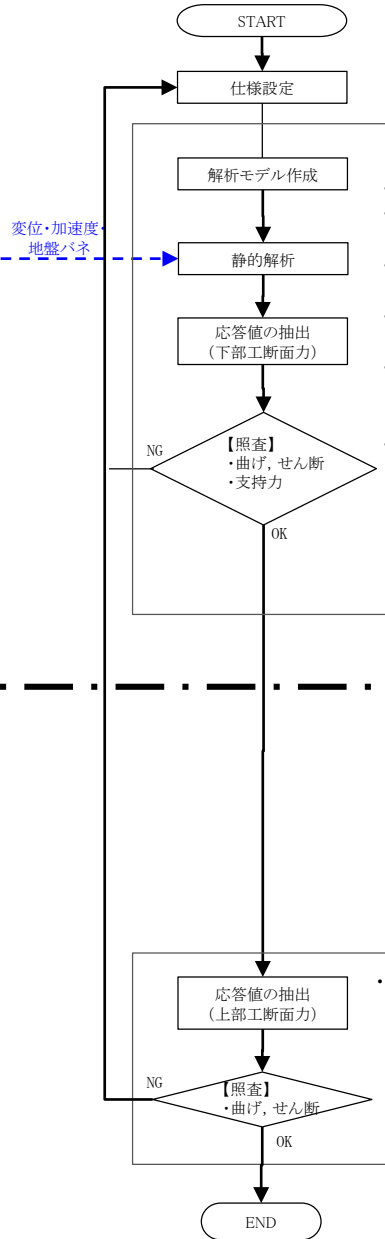 START
仕様設定
解析モデル作成
変位・加速度・
地盤バネ
静的解析
応答値の抽出
（下部工断面力）
【照査】
・曲げ，せん断
・支持力
NG
OK
応答値の抽出
（上部工断面力）
【照査】
・曲げ，せん断
NG
OK
END